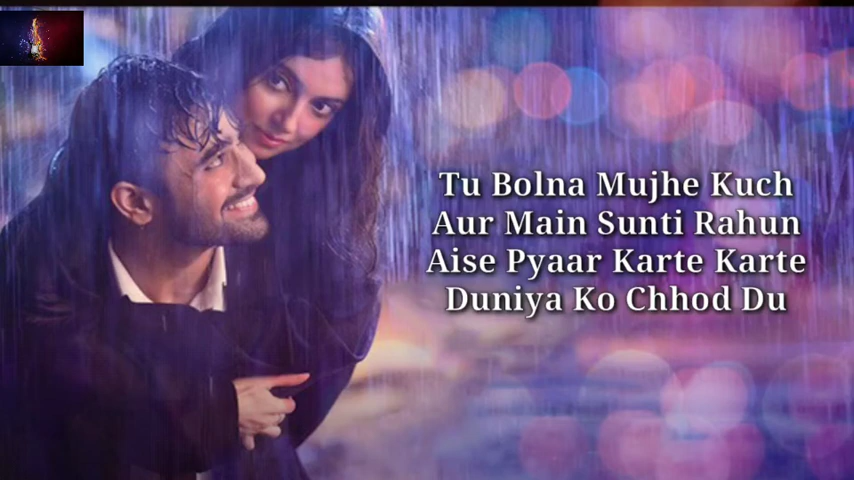 Tu Bolna Mujhe Kuch
Aur Main Sunti Rahun
Aise Pyaar Karte Karte
Duniya Ko Chhod Du